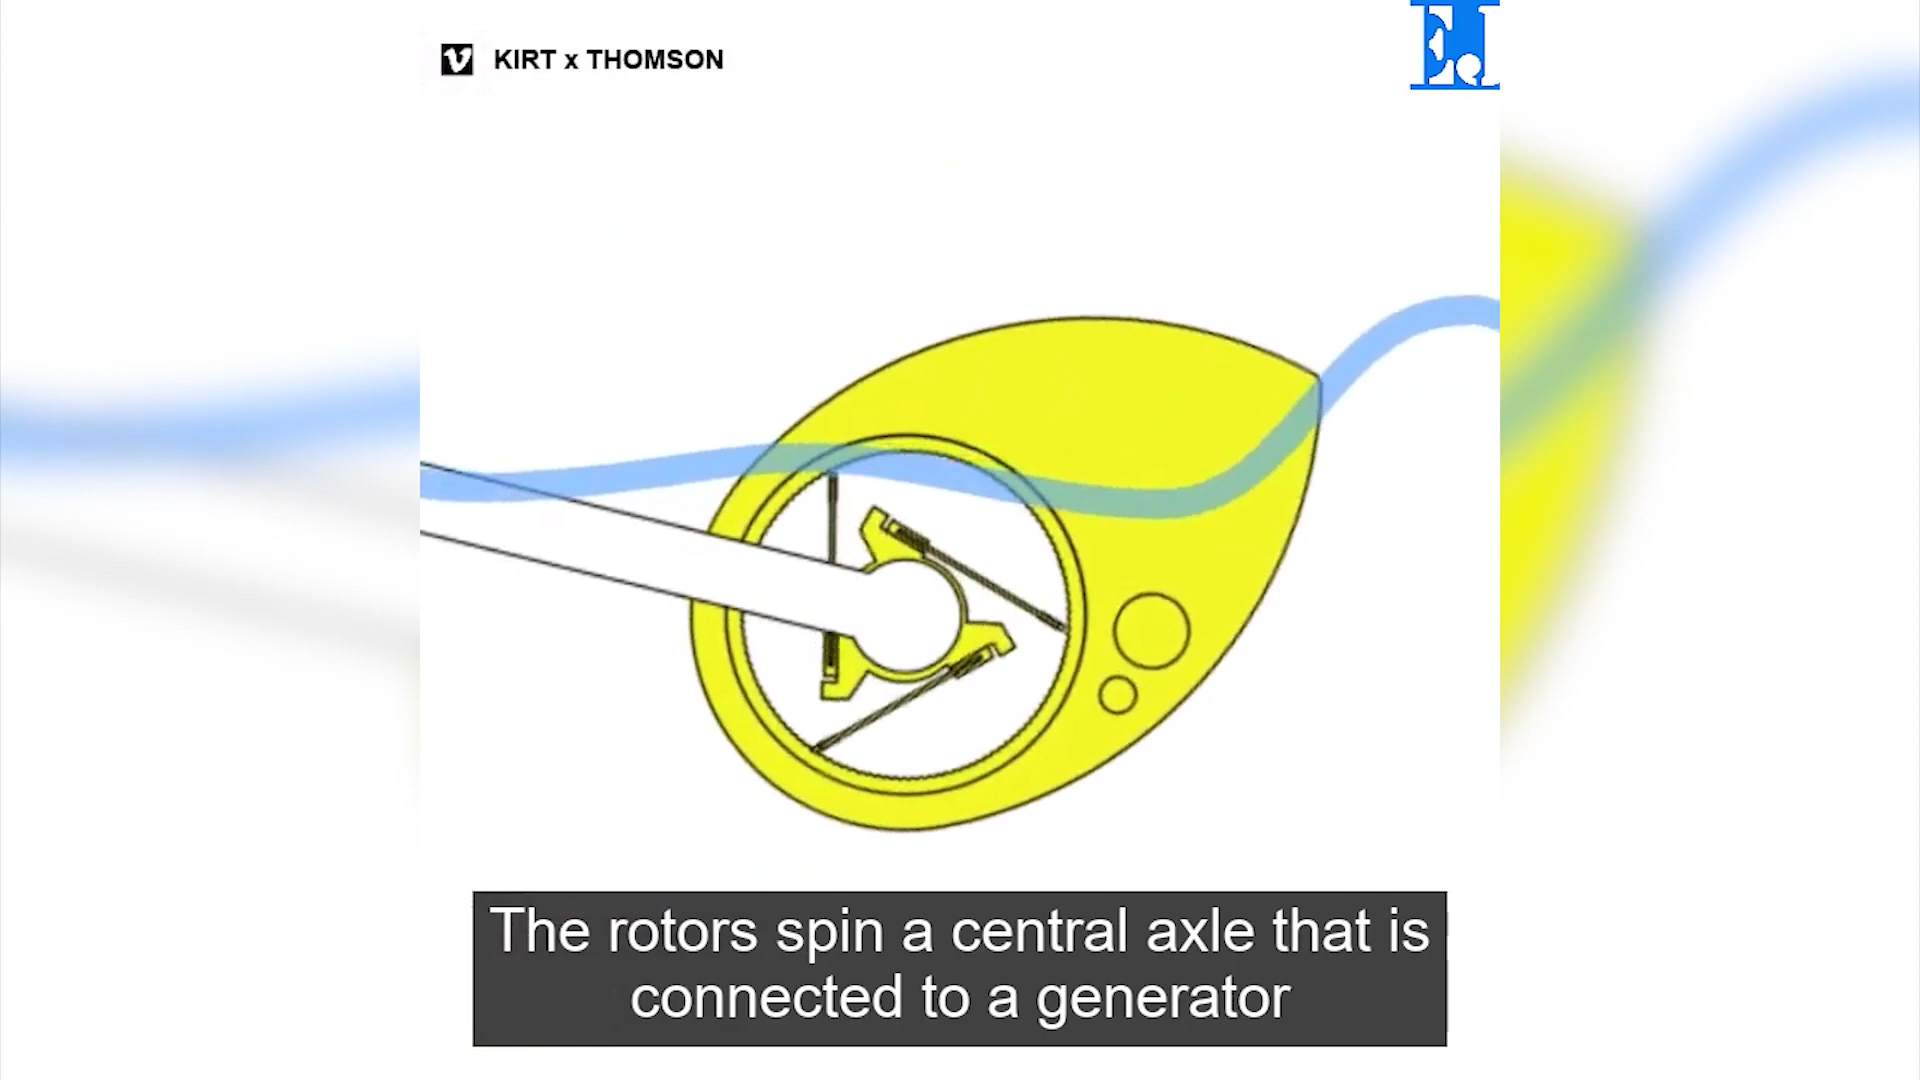 KIRT x THOMSON
The rotors spin a central axle that is
connected to a generator